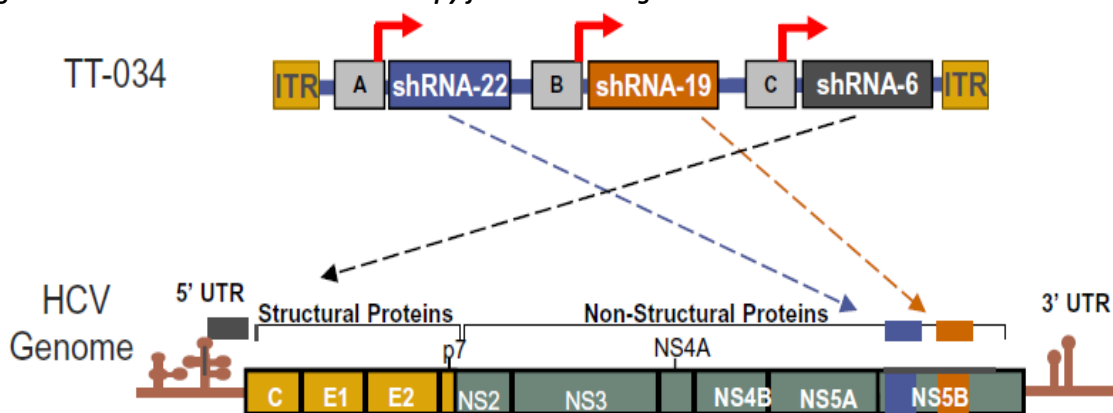 TT-034
ITR A shRNA-22 B shRNA-19 C shRNA-6 ITR
HCV
Genome
5' UTR
Structural Proteins
Non-Structural Proteins
3' UTR
p7
NS4A
C E1 E2 NS2 NS3 NS4B NS5A NS5B